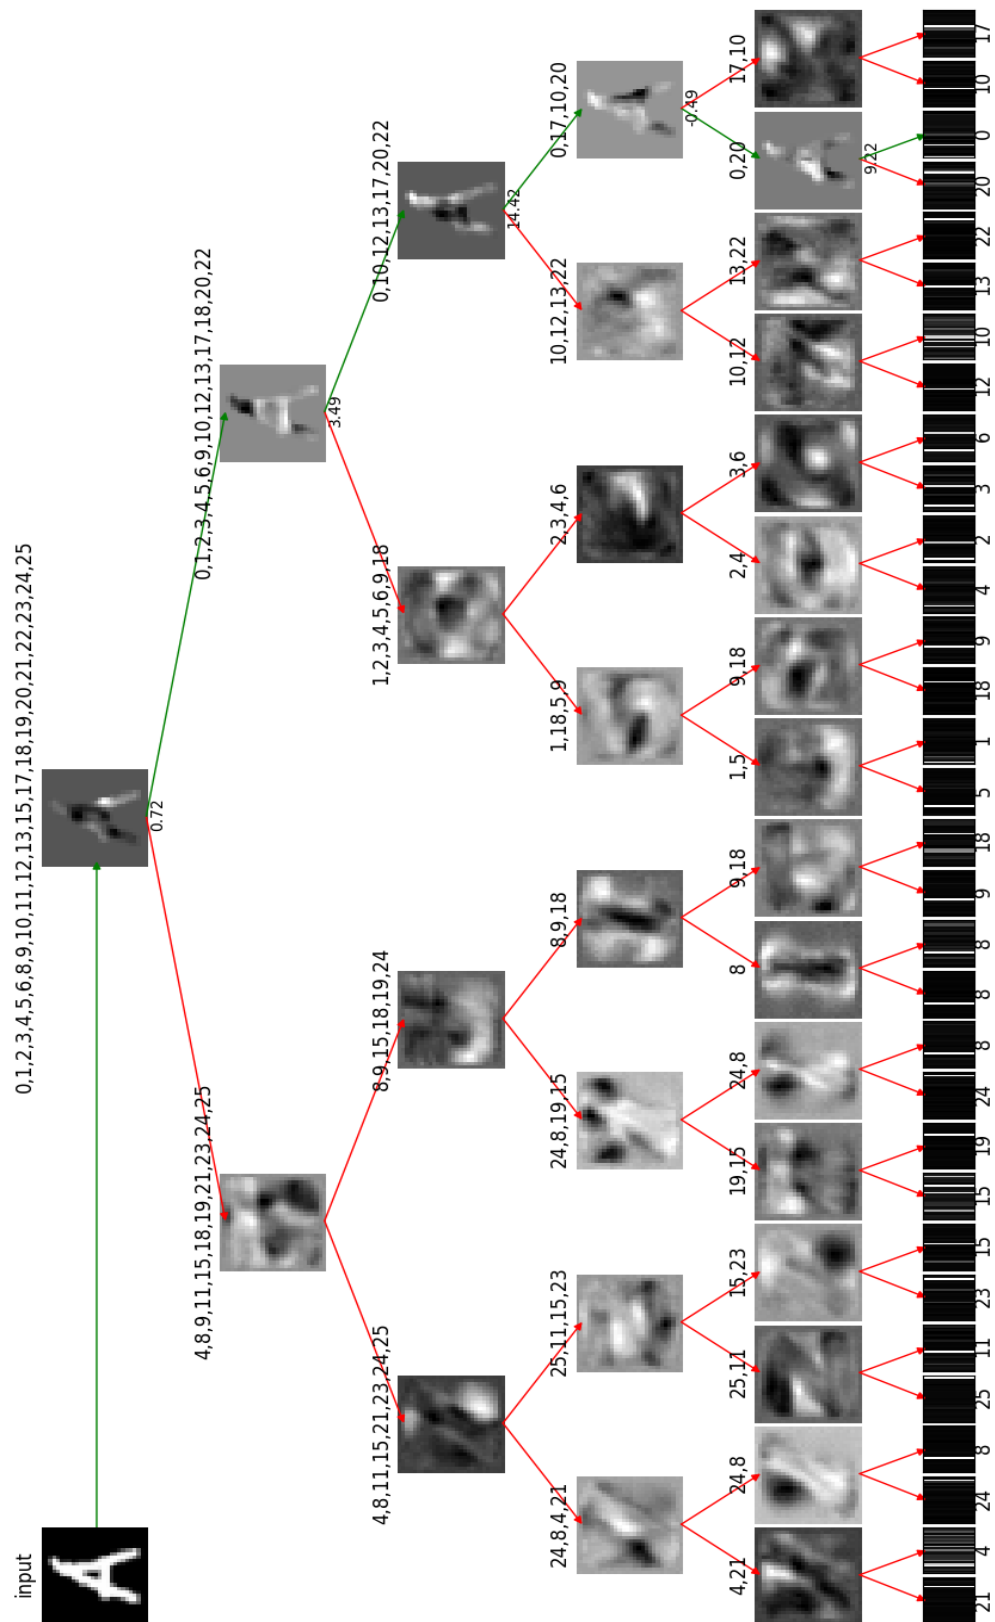 input 0,1,2,3,4,5,6,8,9,10,11,12,13,15,17,18,19,20,21,22,23,24,25
0.72
4,8,9,11,15,18,19,21,23,24,25 0,1,2,3,4,5,6,9,10,12,13,17,18,20,22
3.49
4,8,11,15,21,23,24,25 8,9,15,18,19,24 1,2,3,4,5,6,9,18 0,10,12,13,17,20,22
14.42
24,8,4,21 25,11,15,23 24,8,19,15 8,9,18 1,18,5,9 2,3,4,6 10,12,13,22 0,17,10,20
-0.49
4,21 24,8 25,11 15,23 19,15 24,8 8 9,18 1,5 9,18 2,4 3,6 10,12 13,22 0,20 17,10
9.22
21 4 24 8 25 11 23 15 15 19 24 8 8 8 9 18 5 1 18 9 4 2 3 6 12 10 13 22 20 0 10 17